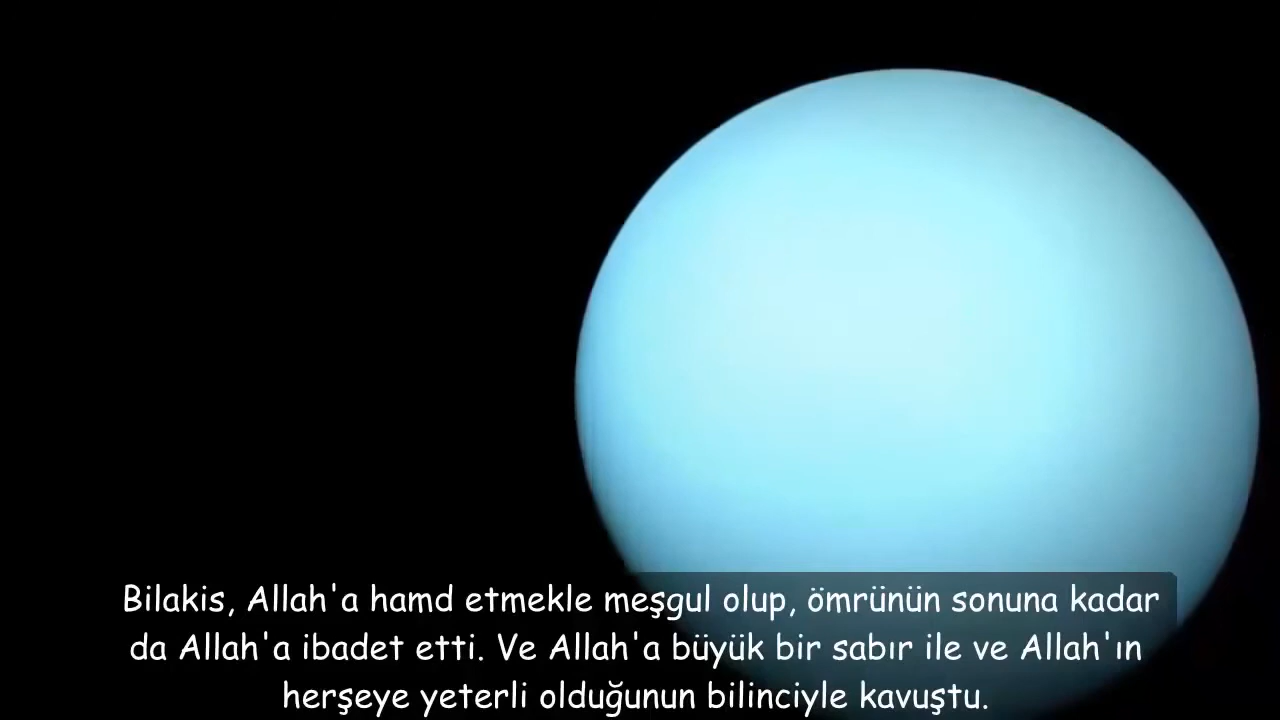 Bilakis, Allah'a hamd etmekle meşgul olup, ömrünün sonuna kadar
da Allah'a ibadet etti. Ve Allah'a büyük bir sabır ile ve Allah'ın
herşeye yeterli olduğunun bilinciyle kavuştu.